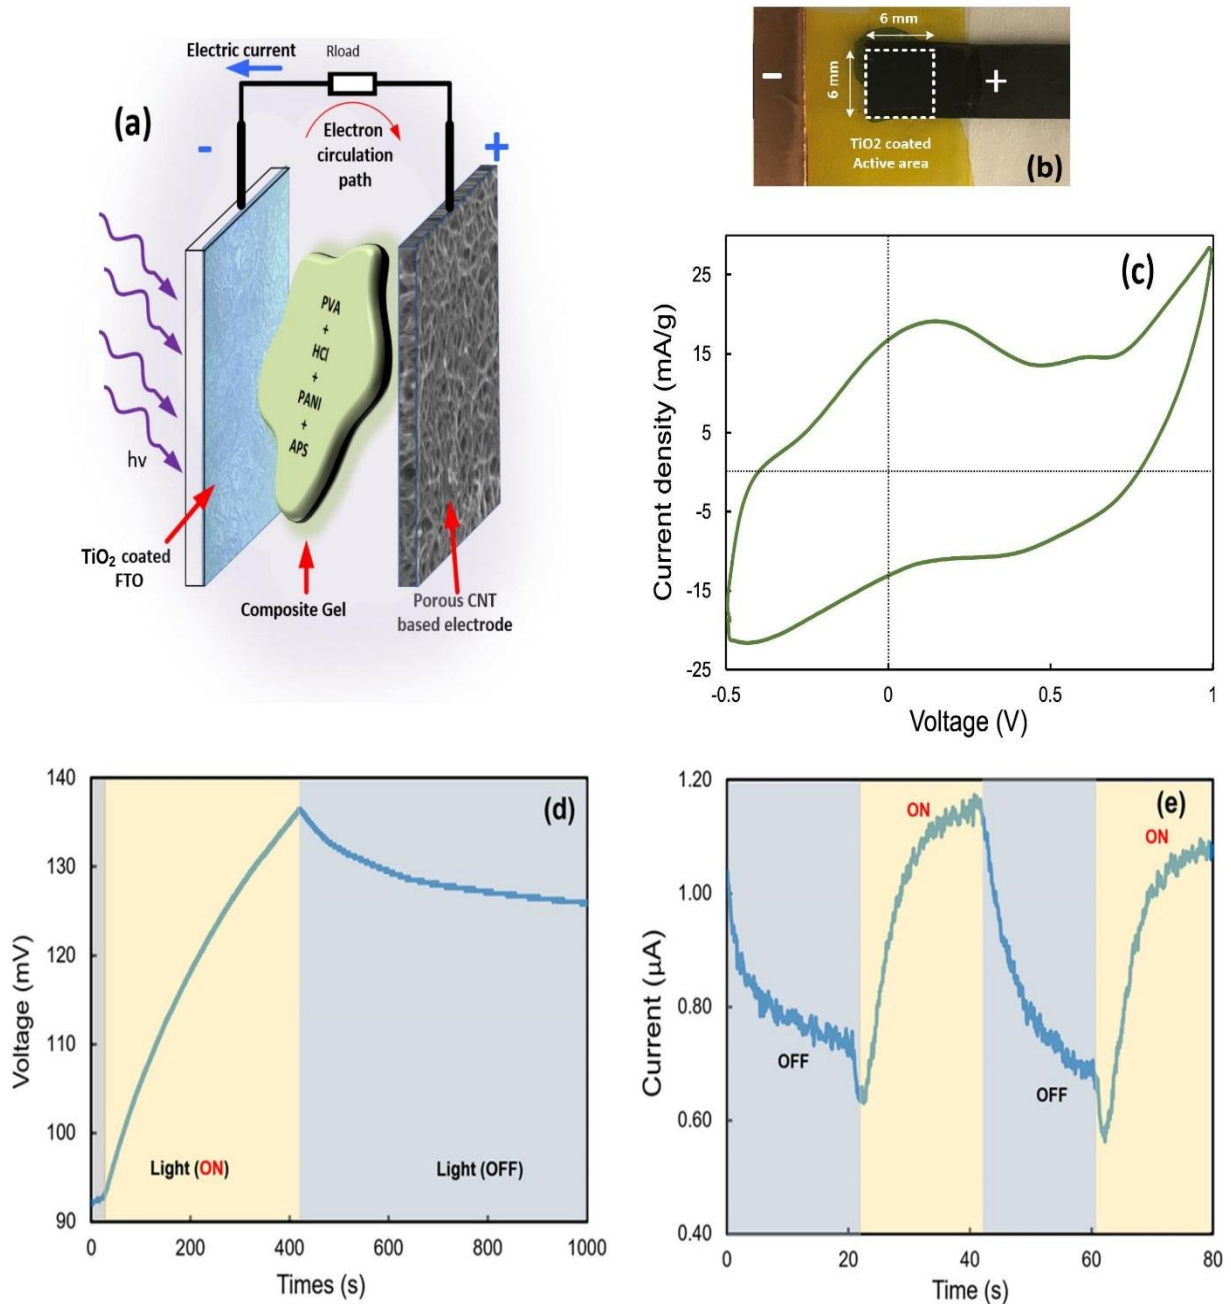 (a)
Electric current
Rload
Electron
circulation
path
-
+
PVA
+
HCl
+
PANI
+
APS
hv
TiO₂ coated
FTO
Composite Gel
Porous CNT
based electrode
6 mm
6 mm
-
+
TiO2 coated
Active area
(b)
(c)
Current density (mA/g)
25
15
5
-5
-15
-25
-0.5
0
0.5
1
Voltage (V)
(d)
Voltage (mV)
140
130
120
110
100
90
Light (ON)
Light (OFF)
0
200
400
600
800
1000
Times (s)
(e)
Current (µA)
1.20
1.00
0.80
0.60
0.40
OFF
ON
OFF
ON
0
20
40
60
80
Time (s)